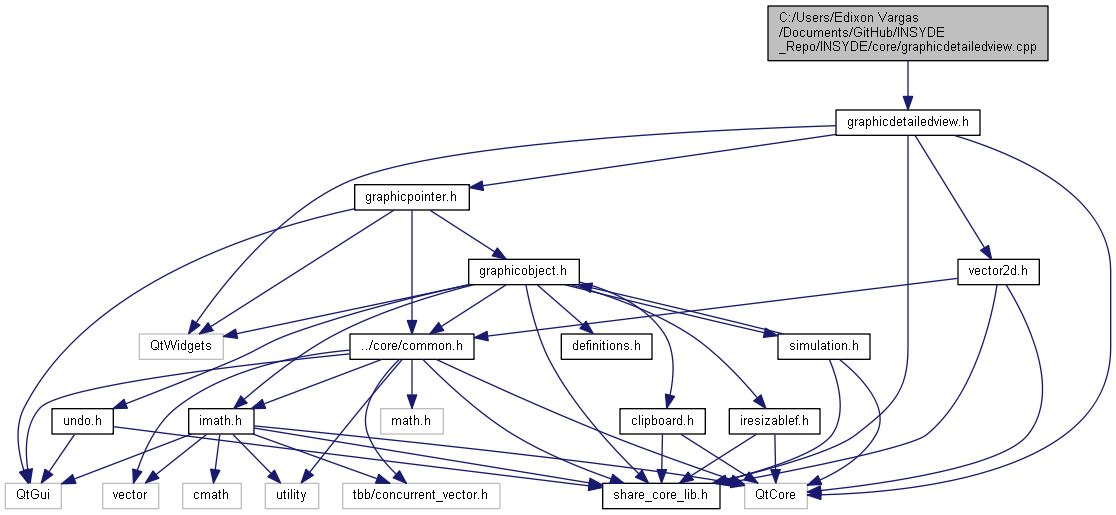 C:/Users/Edixon Vargas
/Documents/GitHub/INSYDE
_Repo/INSYDE/core/graphicdetailedview.cpp
graphicdetailedview.h
graphicpointer.h
graphicobject.h
vector2d.h
QtWidgets
../core/common.h
definitions.h
simulation.h
undo.h
imath.h
math.h
clipboard.h
iresizablef.h
QtGui
vector
cmath
utility
tbb/concurrent_vector.h
share_core_lib.h
QtCore